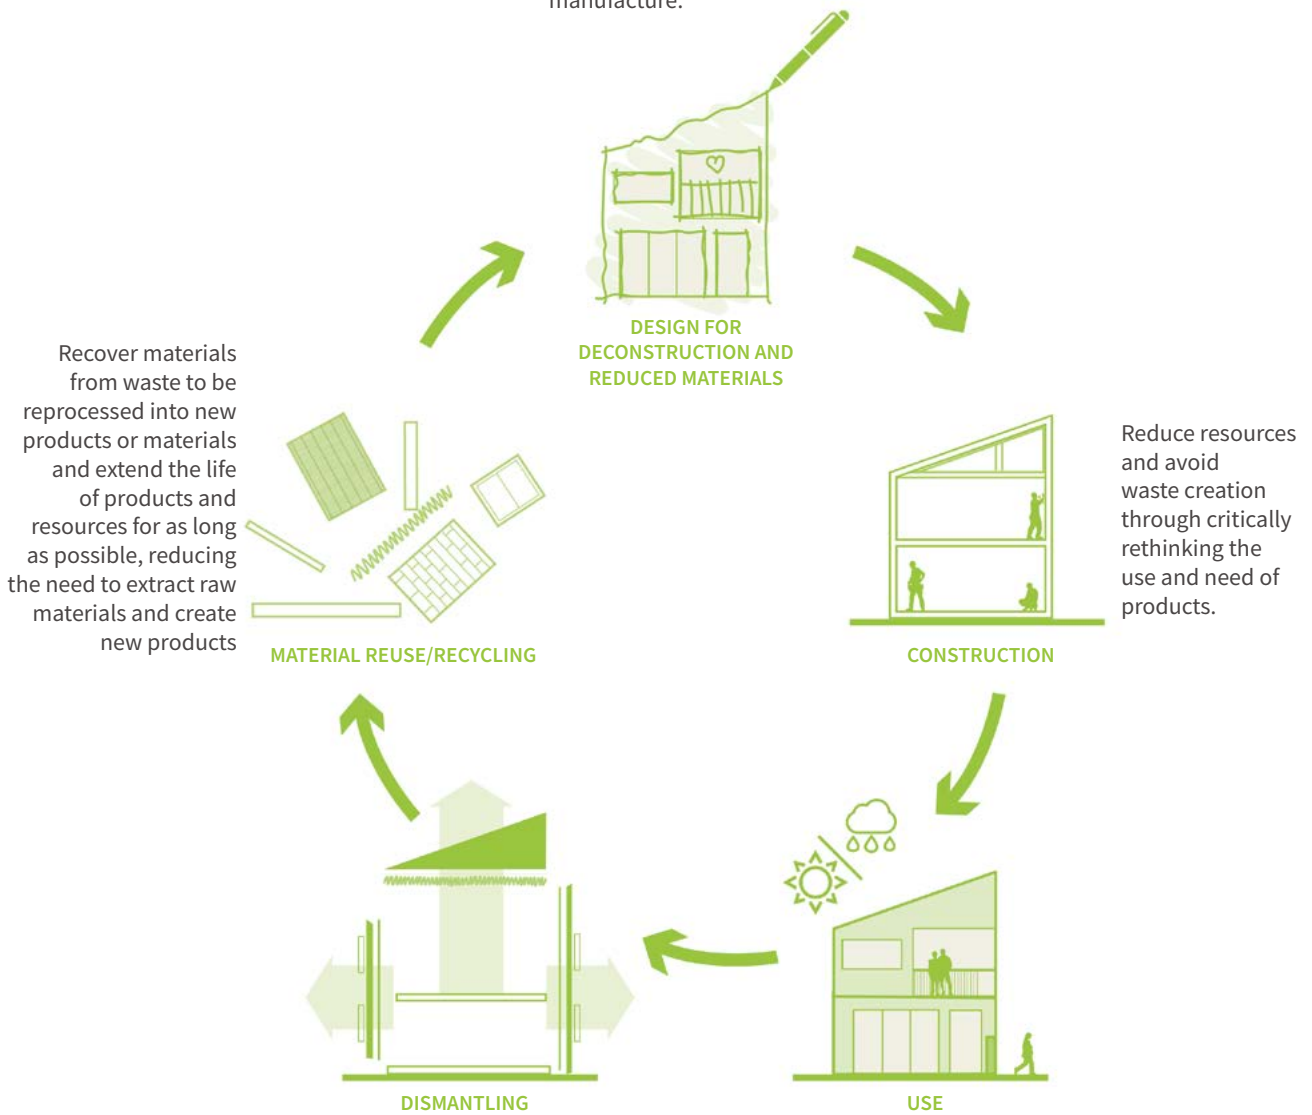 manufacture.
DESIGN FOR
DECONSTRUCTION AND
REDUCED MATERIALS
Recover materials
from waste to be
reprocessed into new
products or materials
and extend the life
of products and
resources for as long
as possible, reducing
the need to extract raw
materials and create
new products
Reduce resources
and avoid
waste creation
through critically
rethinking the
use and need of
products.
MATERIAL REUSE/RECYCLING
CONSTRUCTION
DISMANTLING
USE